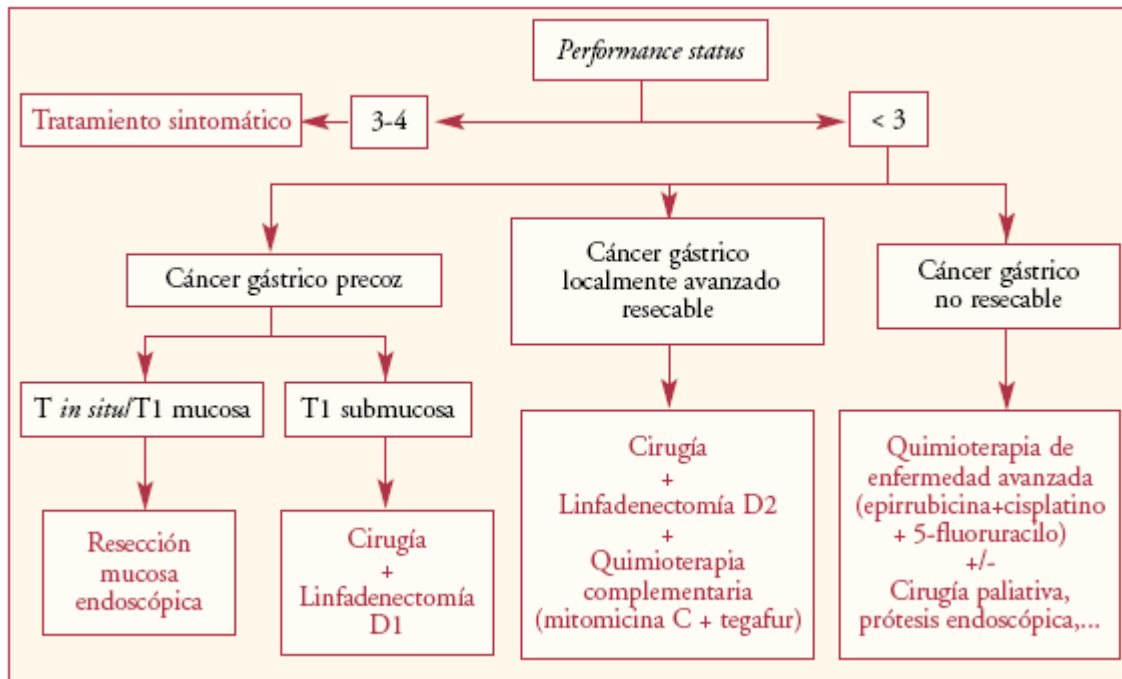 Performance status
Tratamiento sintomático
3-4
< 3
Cáncer gástrico precoz
Cáncer gástrico
localmente avanzado
resecable
Cáncer gástrico
no resecable
T in situ/T1 mucosa
T1 submucosa
Resección
mucosa
endoscópica
Cirugía
+
Linfadenectomía
D1
Cirugía
+
Linfadenectomía D2
+
Quimioterapia
complementaria
(mitomicina C + tegafur)
Quimioterapia de
enfermedad avanzada
(epirrubicina+cisplatino
+ 5-fluoruracilo)
+/-
Cirugía paliativa,
prótesis endoscópica,...